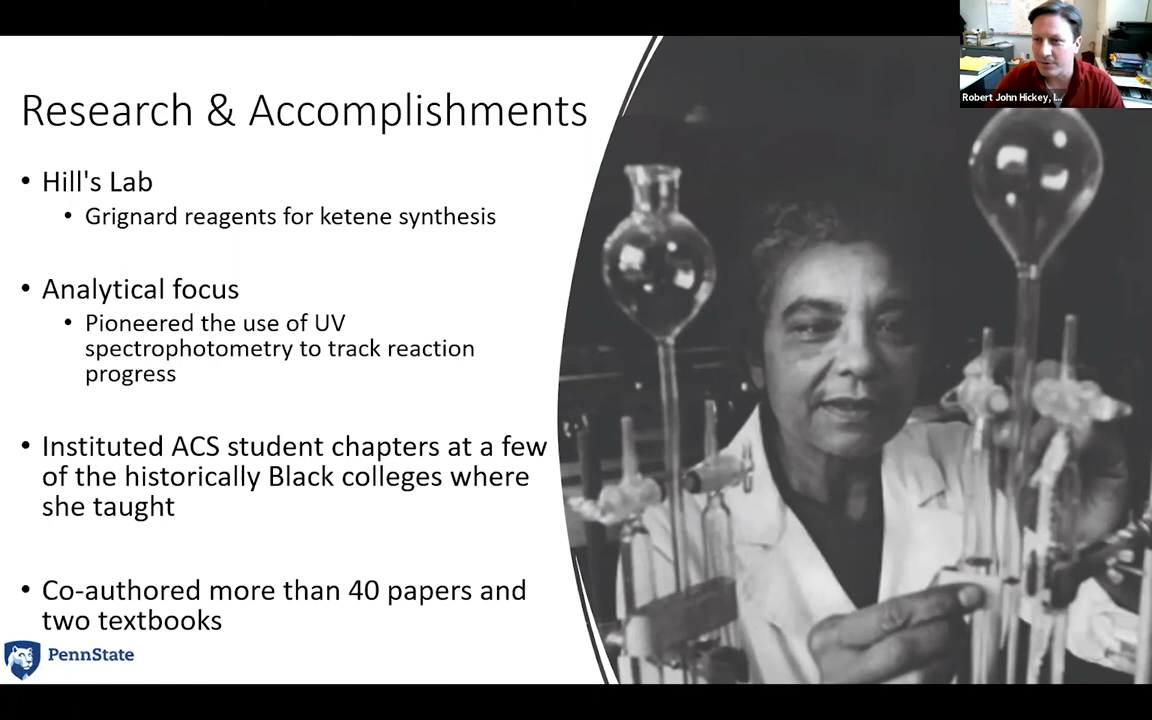 Research & Accomplishments
• Hill's Lab
• Grignard reagents for ketene synthesis
• Analytical focus
• Pioneered the use of UV
spectrophotometry to track reaction
progress
• Instituted ACS student chapters at a few
of the historically Black colleges where
she taught
• Co-authored more than 40 papers and
two textbooks
PennState
Robert John Hickey, I...